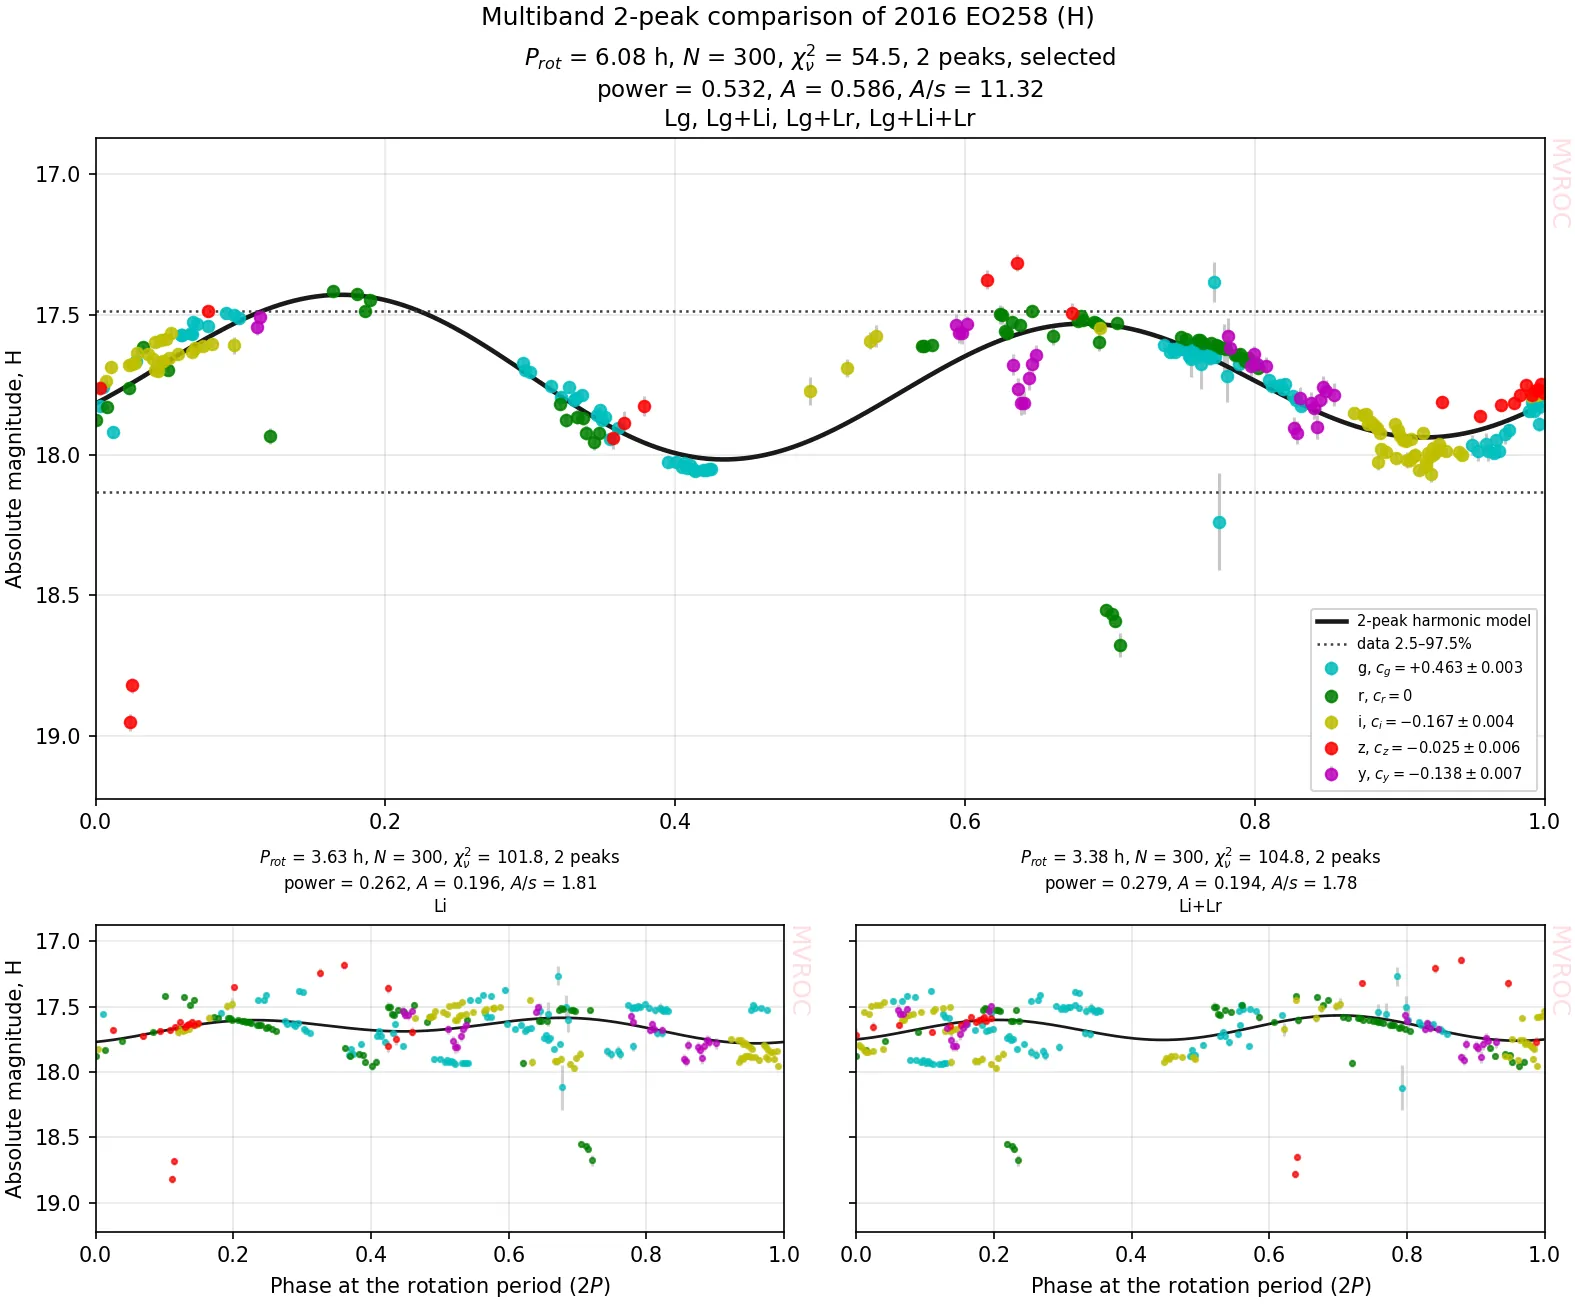 Multiband 2-peak comparison of 2016 EO258 (H)
P_rot = 6.08 h, N = 300, χ²_ν = 54.5, 2 peaks, selected
power = 0.532, A = 0.586, A/s = 11.32
Lg, Lg+Li, Lg+Lr, Lg+Li+Lr
MVROC
Absolute magnitude, H
17.0
17.5
18.0
18.5
19.0
2-peak harmonic model
data 2.5–97.5%
g, c_g = +0.463 ± 0.003
r, c_r = 0
i, c_i = −0.167 ± 0.004
z, c_z = −0.025 ± 0.006
y, c_y = −0.138 ± 0.007
0.0 0.2 0.4 0.6 0.8 1.0
P_rot = 3.63 h, N = 300, χ²_ν = 101.8, 2 peaks
power = 0.262, A = 0.196, A/s = 1.81
Li
MVROC
Absolute magnitude, H
17.0
17.5
18.0
18.5
19.0
0.0 0.2 0.4 0.6 0.8 1.0
Phase at the rotation period (2P)
P_rot = 3.38 h, N = 300, χ²_ν = 104.8, 2 peaks
power = 0.279, A = 0.194, A/s = 1.78
Li+Lr
MVROC
0.0 0.2 0.4 0.6 0.8 1.0
Phase at the rotation period (2P)